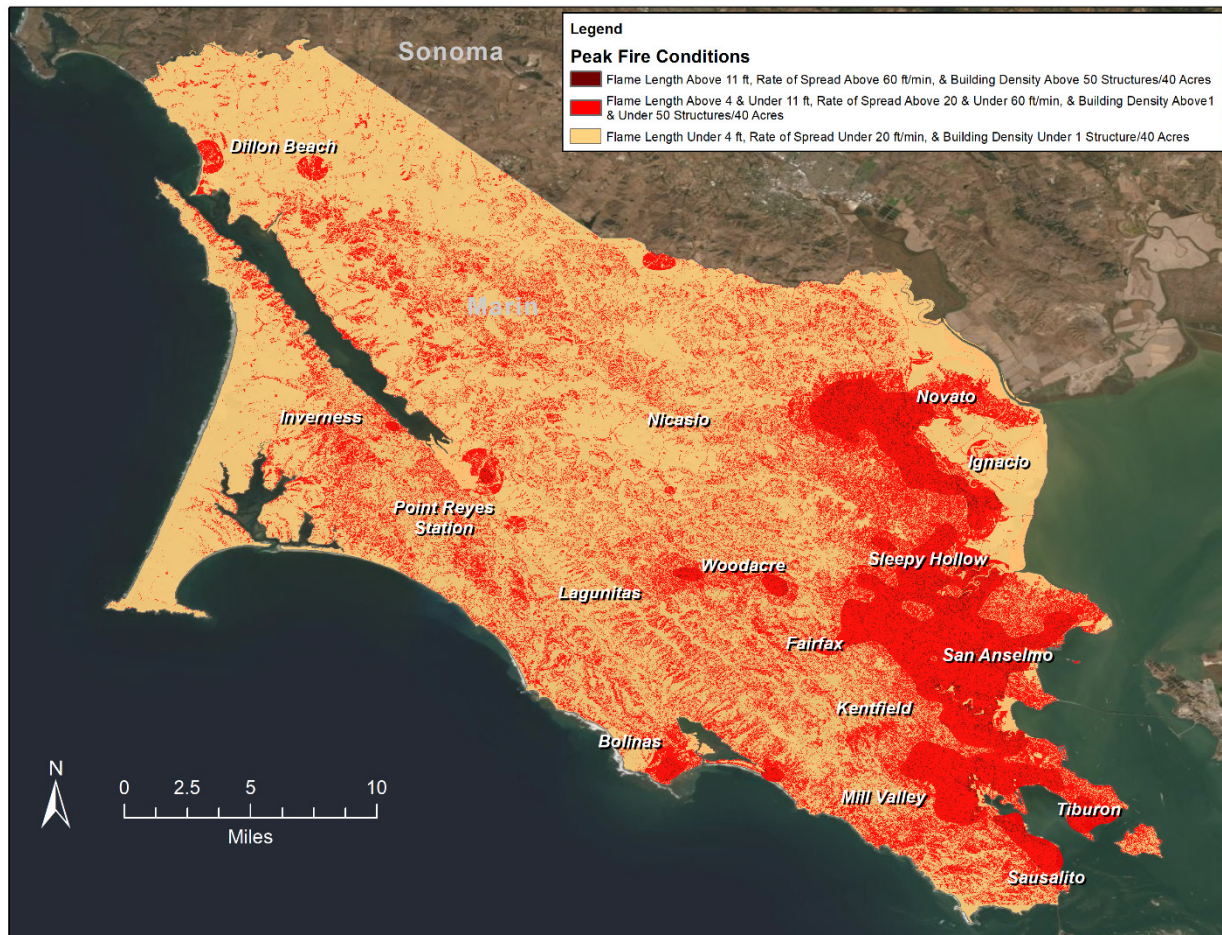 Legend
Peak Fire Conditions
Flame Length Above 11 ft, Rate of Spread Above 60 ft/min, & Building Density Above 50 Structures/40 Acres
Flame Length Above 4 & Under 11 ft, Rate of Spread Above 20 & Under 60 ft/min, & Building Density Above1
& Under 50 Structures/40 Acres
Flame Length Under 4 ft, Rate of Spread Under 20 ft/min, & Building Density Under 1 Structure/40 Acres
Sonoma
Dillon Beach
Marin
Inverness
Nicasio
Novato
Ignacio
Point Reyes
Station
Woodacre
Sleepy Hollow
Lagunitas
Fairfax
San Anselmo
Kentfield
Bolinas
Mill Valley
Tiburon
Sausalito
N
0 2.5 5 10
Miles